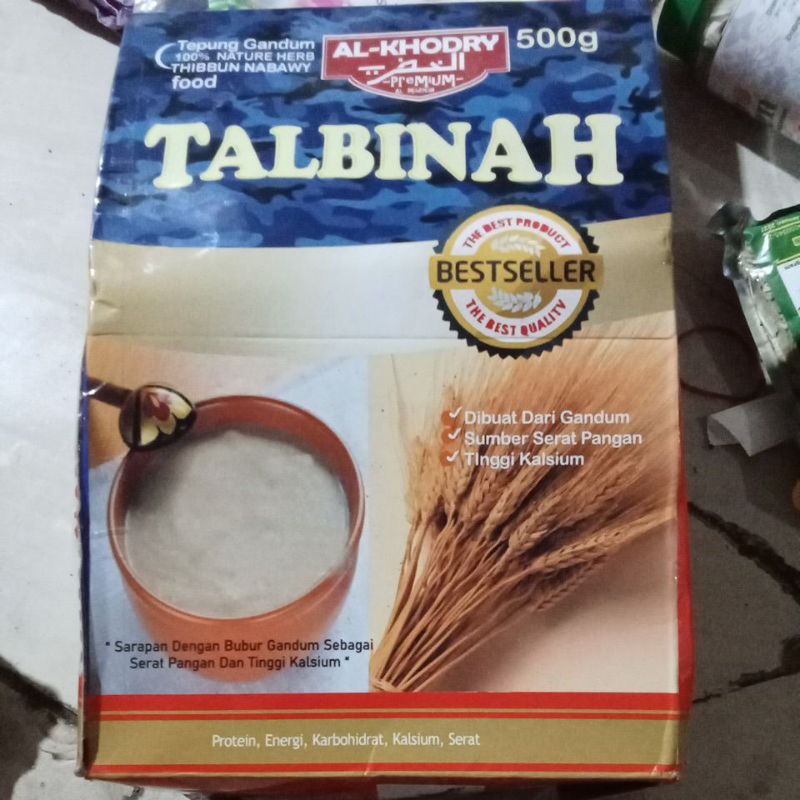 Tepung Gandum
100% NATURE HERB
THIBBUN NABAWY
food
AL-KHODRY
الخضري
PREMIUM
500g
TALBINAH
THE BEST PRODUCT
BESTSELLER
THE BEST QUALITY
Dibuat Dari Gandum
Sumber Serat Pangan
TInggi Kalsium
" Sarapan Dengan Bubur Gandum Sebagai
Serat Pangan Dan Tinggi Kalsium "
Protein, Energi, Karbohidrat, Kalsium, Serat